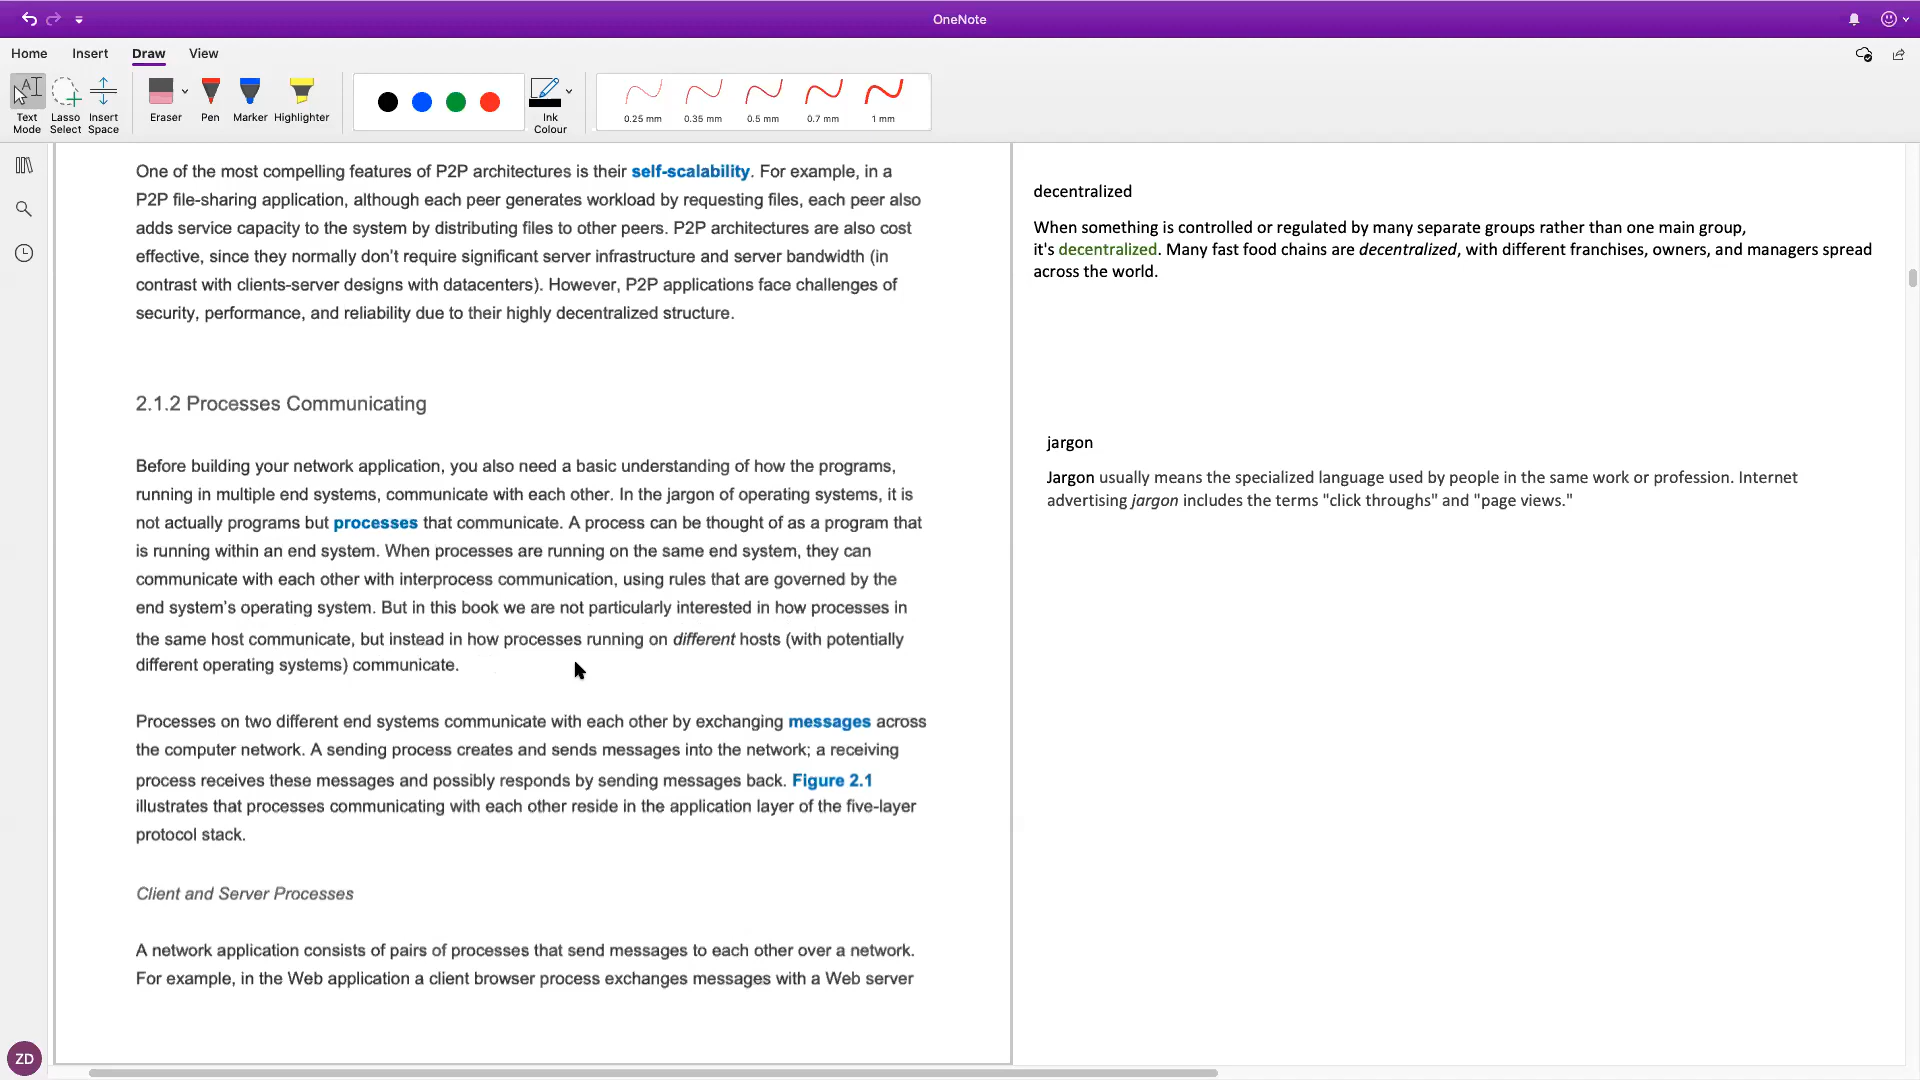 OneNote
Home Insert Draw View
Text Mode
Lasso Select
Insert Space
Eraser
Pen
Marker
Highlighter
Ink Colour
0.25 mm
0.35 mm
0.5 mm
0.7 mm
1 mm
One of the most compelling features of P2P architectures is their self-scalability. For example, in a
P2P file-sharing application, although each peer generates workload by requesting files, each peer also
adds service capacity to the system by distributing files to other peers. P2P architectures are also cost
effective, since they normally don't require significant server infrastructure and server bandwidth (in
contrast with clients-server designs with datacenters). However, P2P applications face challenges of
security, performance, and reliability due to their highly decentralized structure.
2.1.2 Processes Communicating
Before building your network application, you also need a basic understanding of how the programs,
running in multiple end systems, communicate with each other. In the jargon of operating systems, it is
not actually programs but processes that communicate. A process can be thought of as a program that
is running within an end system. When processes are running on the same end system, they can
communicate with each other with interprocess communication, using rules that are governed by the
end system's operating system. But in this book we are not particularly interested in how processes in
the same host communicate, but instead in how processes running on different hosts (with potentially
different operating systems) communicate.
Processes on two different end systems communicate with each other by exchanging messages across
the computer network. A sending process creates and sends messages into the network; a receiving
process receives these messages and possibly responds by sending messages back. Figure 2.1
illustrates that processes communicating with each other reside in the application layer of the five-layer
protocol stack.
Client and Server Processes
A network application consists of pairs of processes that send messages to each other over a network.
For example, in the Web application a client browser process exchanges messages with a Web server
decentralized
When something is controlled or regulated by many separate groups rather than one main group,
it's decentralized. Many fast food chains are decentralized, with different franchises, owners, and managers spread
across the world.
jargon
Jargon usually means the specialized language used by people in the same work or profession. Internet
advertising jargon includes the terms "click throughs" and "page views."
ZD